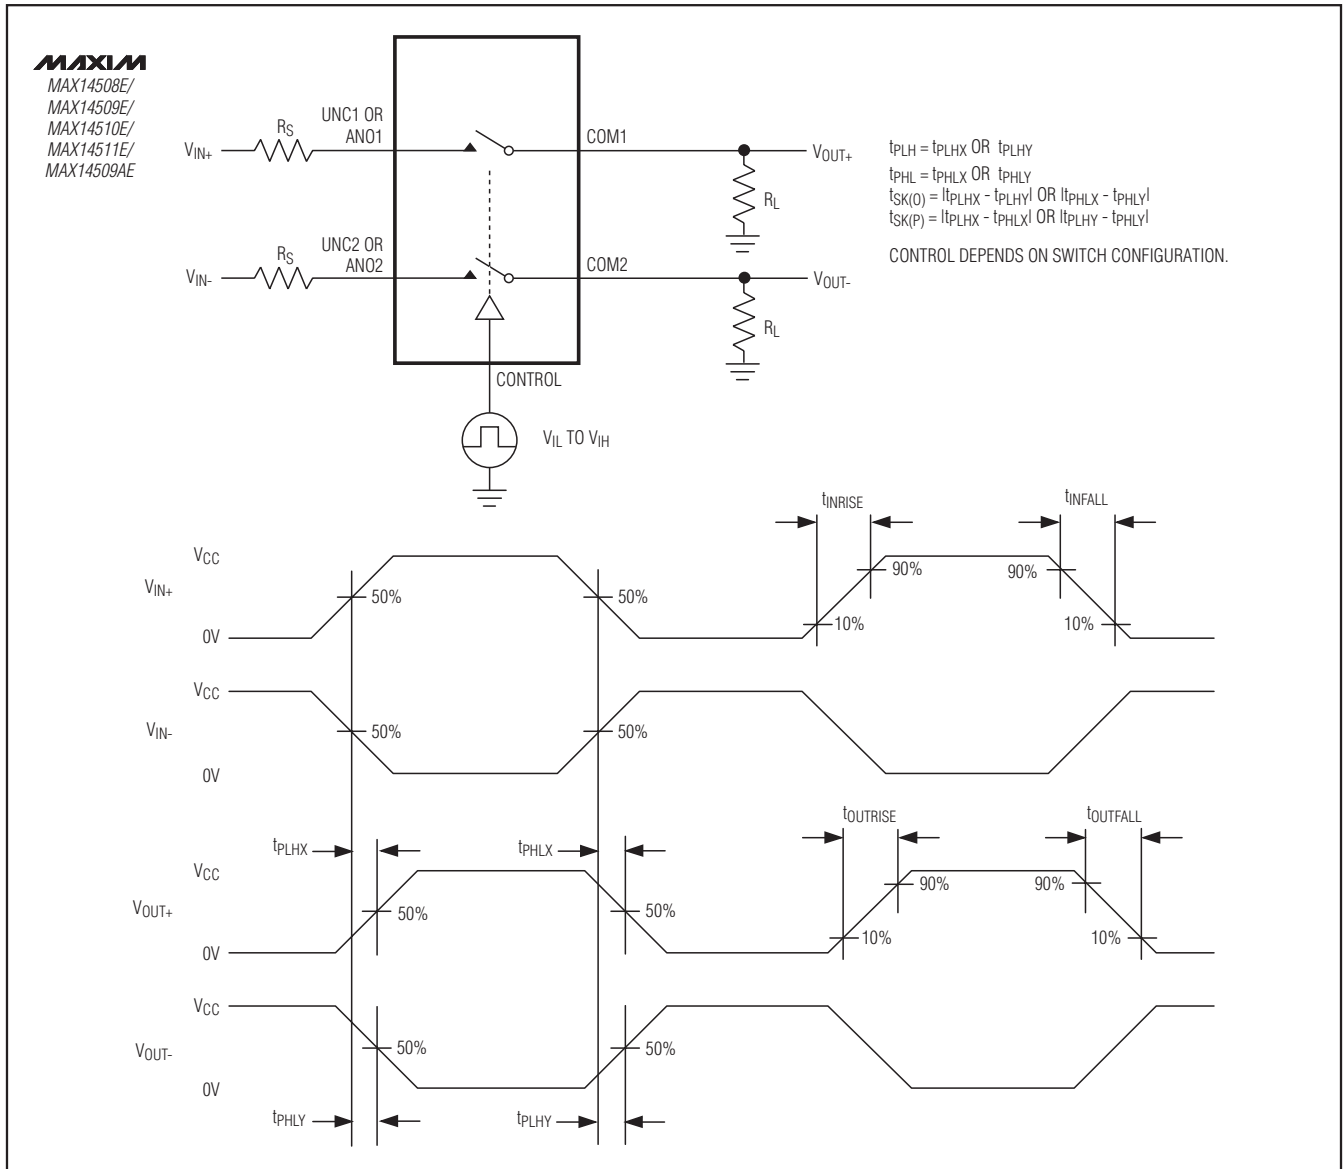 MAXIM
MAX14508E/
MAX14509E/
MAX14510E/
MAX14511E/
MAX14509AE
VIN+
RS
UNC1 OR
ANO1
COM1
VOUT+
RL
VIN-
RS
UNC2 OR
ANO2
COM2
VOUT-
RL
CONTROL
VIL TO VIH
tPLH = tPLHX OR tPLHY
tPHL = tPHLX OR tPHLY
tSK(O) = |tPLHX - tPLHY| OR |tPHLX - tPHLY|
tSK(P) = |tPLHX - tPHLX| OR |tPLHY - tPHLY|
CONTROL DEPENDS ON SWITCH CONFIGURATION.
tINRISE
tINFALL
VCC
VIN+
0V
50%
50%
90%
10%
90%
10%
VCC
VIN-
0V
50%
50%
tPLHX
tPHLX
tOUTRISE
tOUTFALL
VCC
VOUT+
0V
50%
50%
90%
10%
90%
10%
VCC
VOUT-
0V
50%
50%
tPHLY
tPLHY